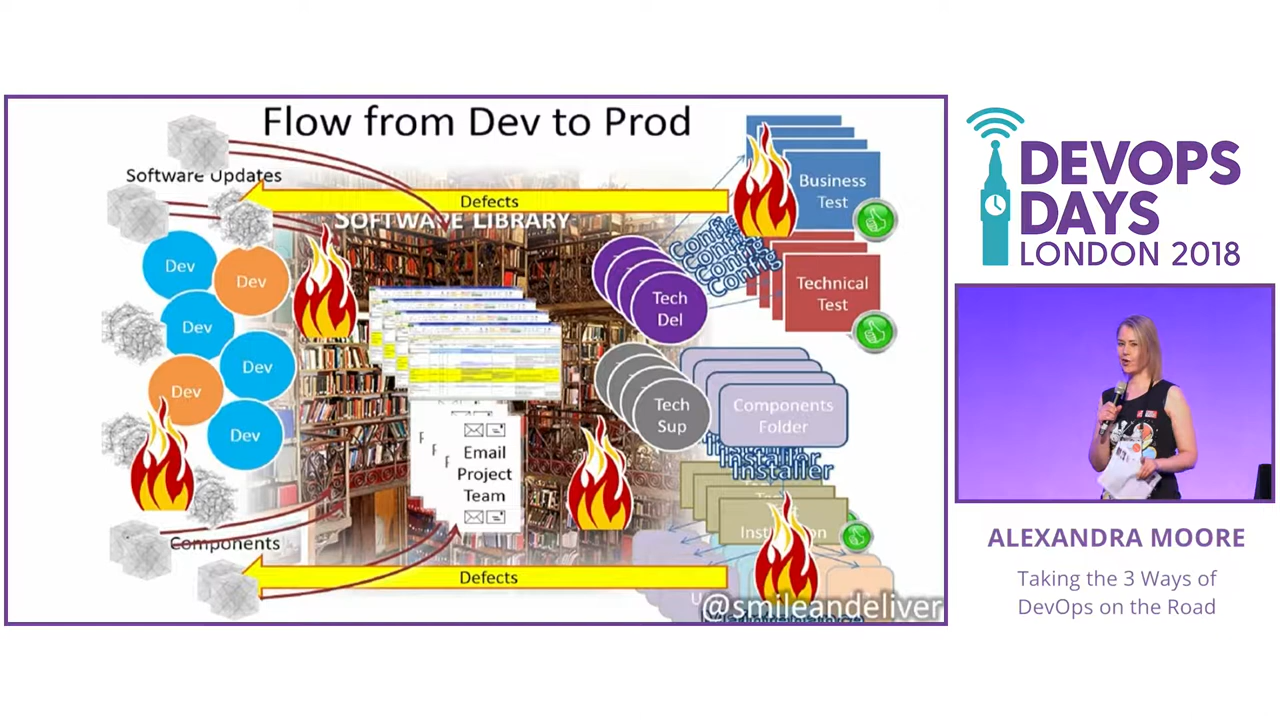 Flow from Dev to Prod
Software Updates
Defects
SOFTWARE LIBRARY
Dev
Dev
Dev
Dev
Dev
Dev
Components
Email
Project
Team
Defects
Business
Test
Config
Config
Config
Config
Technical
Test
Tech
Del
Tech
Sup
Components
Folder
Installer
Installer
Installer
@smileandeliver
DEVOPS
DAYS
LONDON 2018
ALEXANDRA MOORE
Taking the 3 Ways of
DevOps on the Road